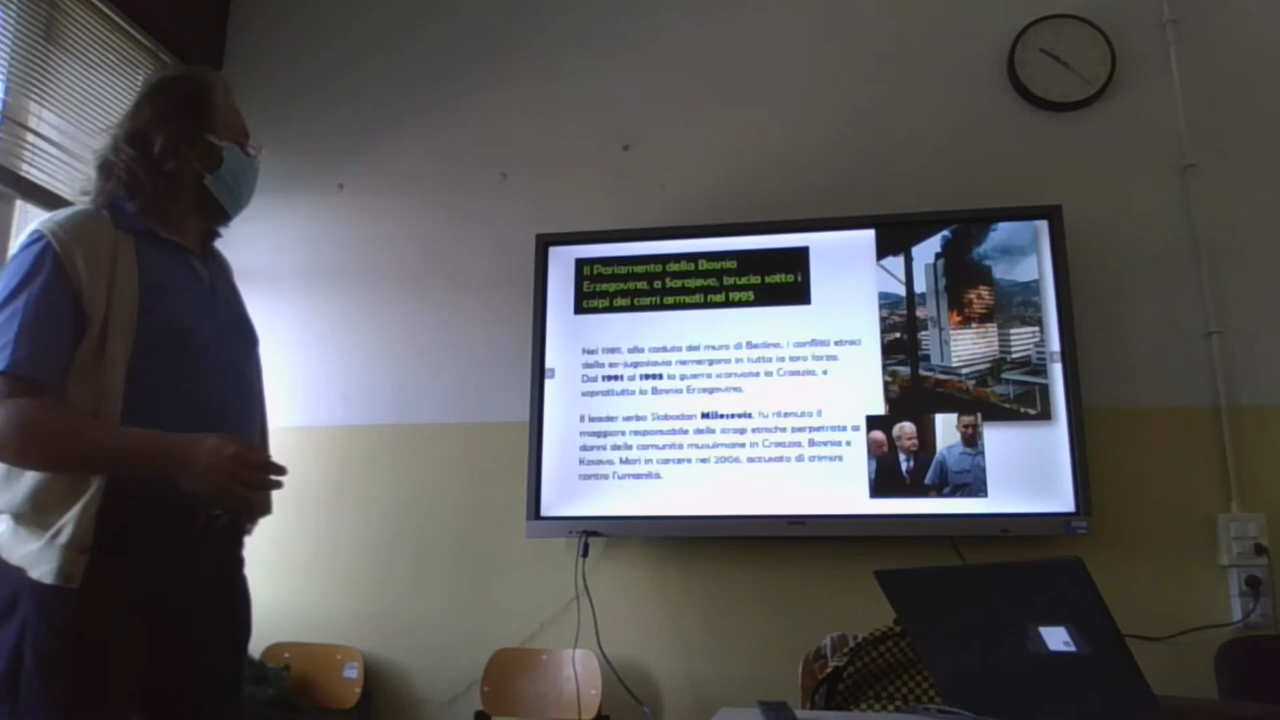 Il Parlamento della Bosnia
Erzegovina, a Sarajevo, brucia sotto i
colpi dei carri armati nel 1995
Nel 1989, alla caduta del muro di Berlino, i conflitti etnici
della ex-jugoslavia riemergono in tutta la loro forza.
Dal 1991 al 1995 la guerra sconvolse la Croazia, e
soprattutto la Bosnia Erzegovina.
Il leader serbo Slobodan Milosevic, fu ritenuto il
maggiore responsabile delle stragi etniche perpetrate ai
danni delle comunità musulmane in Croazia, Bosnia e
Kosovo. Morì in carcere nel 2006, accusato di crimini
contro l'umanità.